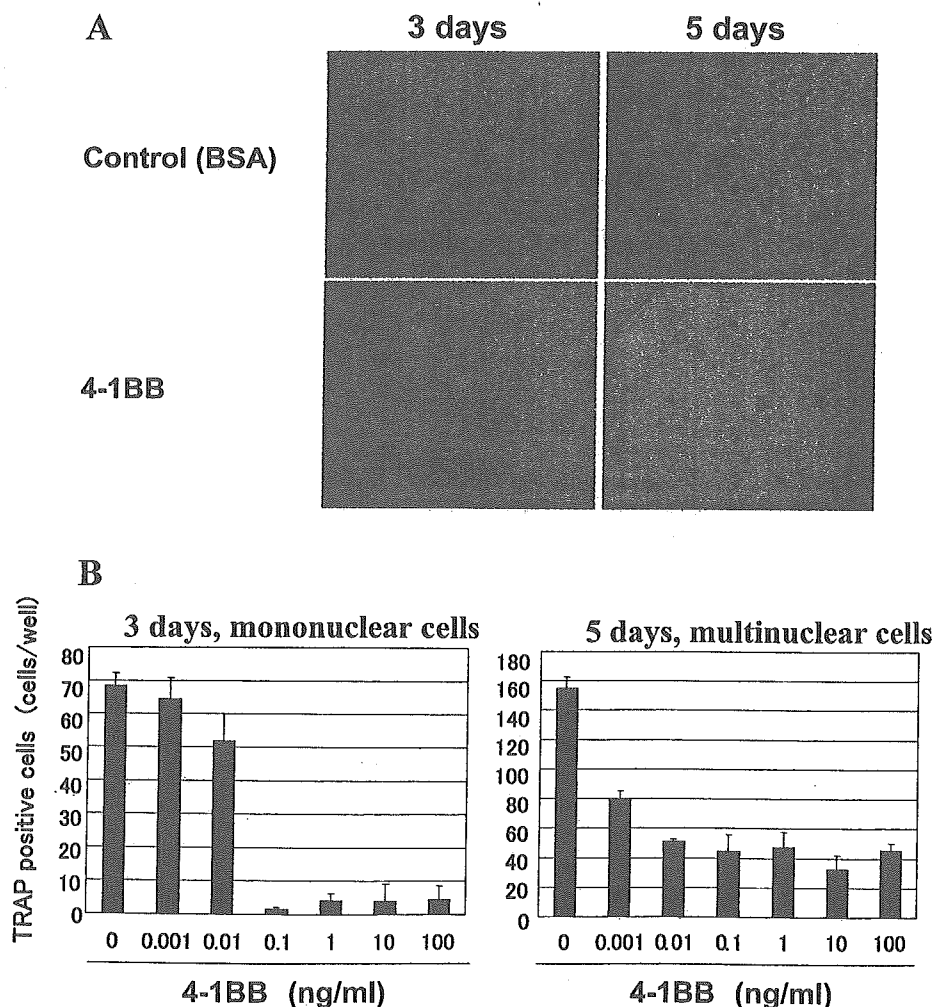 A
3 days 5 days
Control (BSA)
4-1BB
B
TRAP positive cells (cells/well)
3 days, mononuclear cells
80
70
60
50
40
30
20
10
0
0 0.001 0.01 0.1 1 10 100
4-1BB (ng/ml)
5 days, multinuclear cells
180
160
140
120
100
80
60
40
20
0
0 0.001 0.01 0.1 1 10 100
4-1BB (ng/ml)